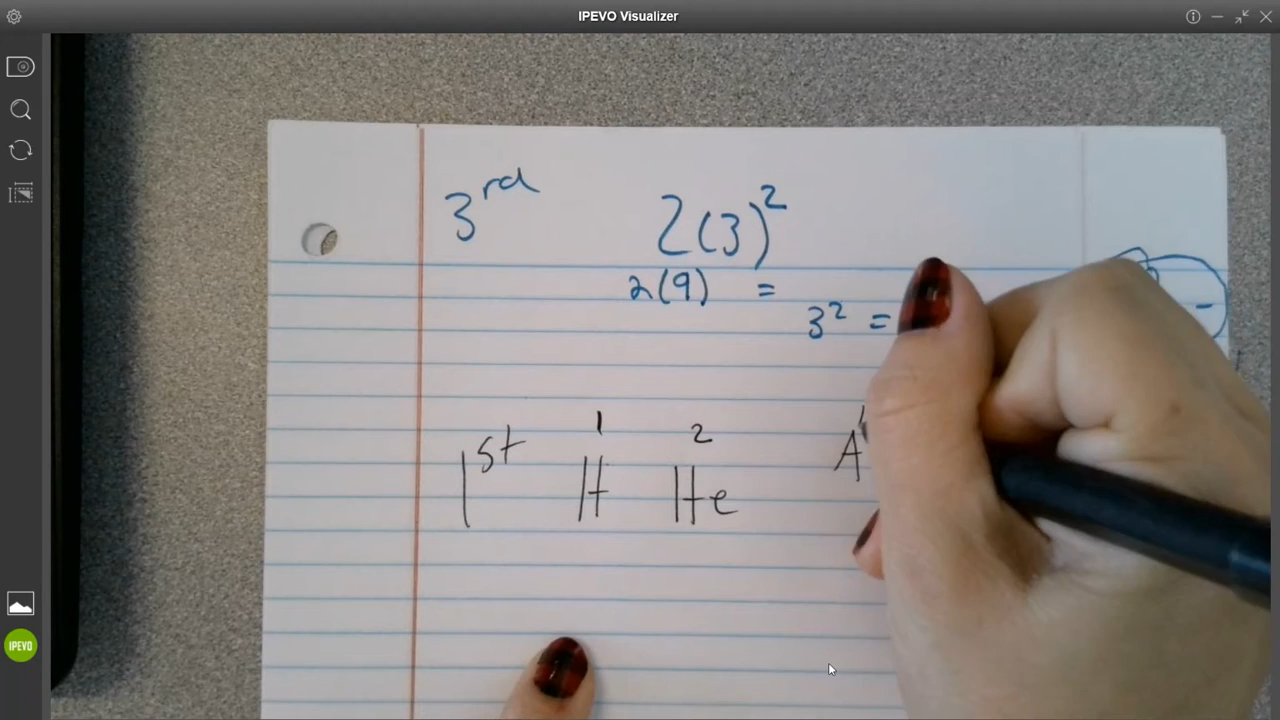 IPEVO Visualizer
3rd 2(3)²
2(9) =
3² =
1 2
1st H He A
IPEVO